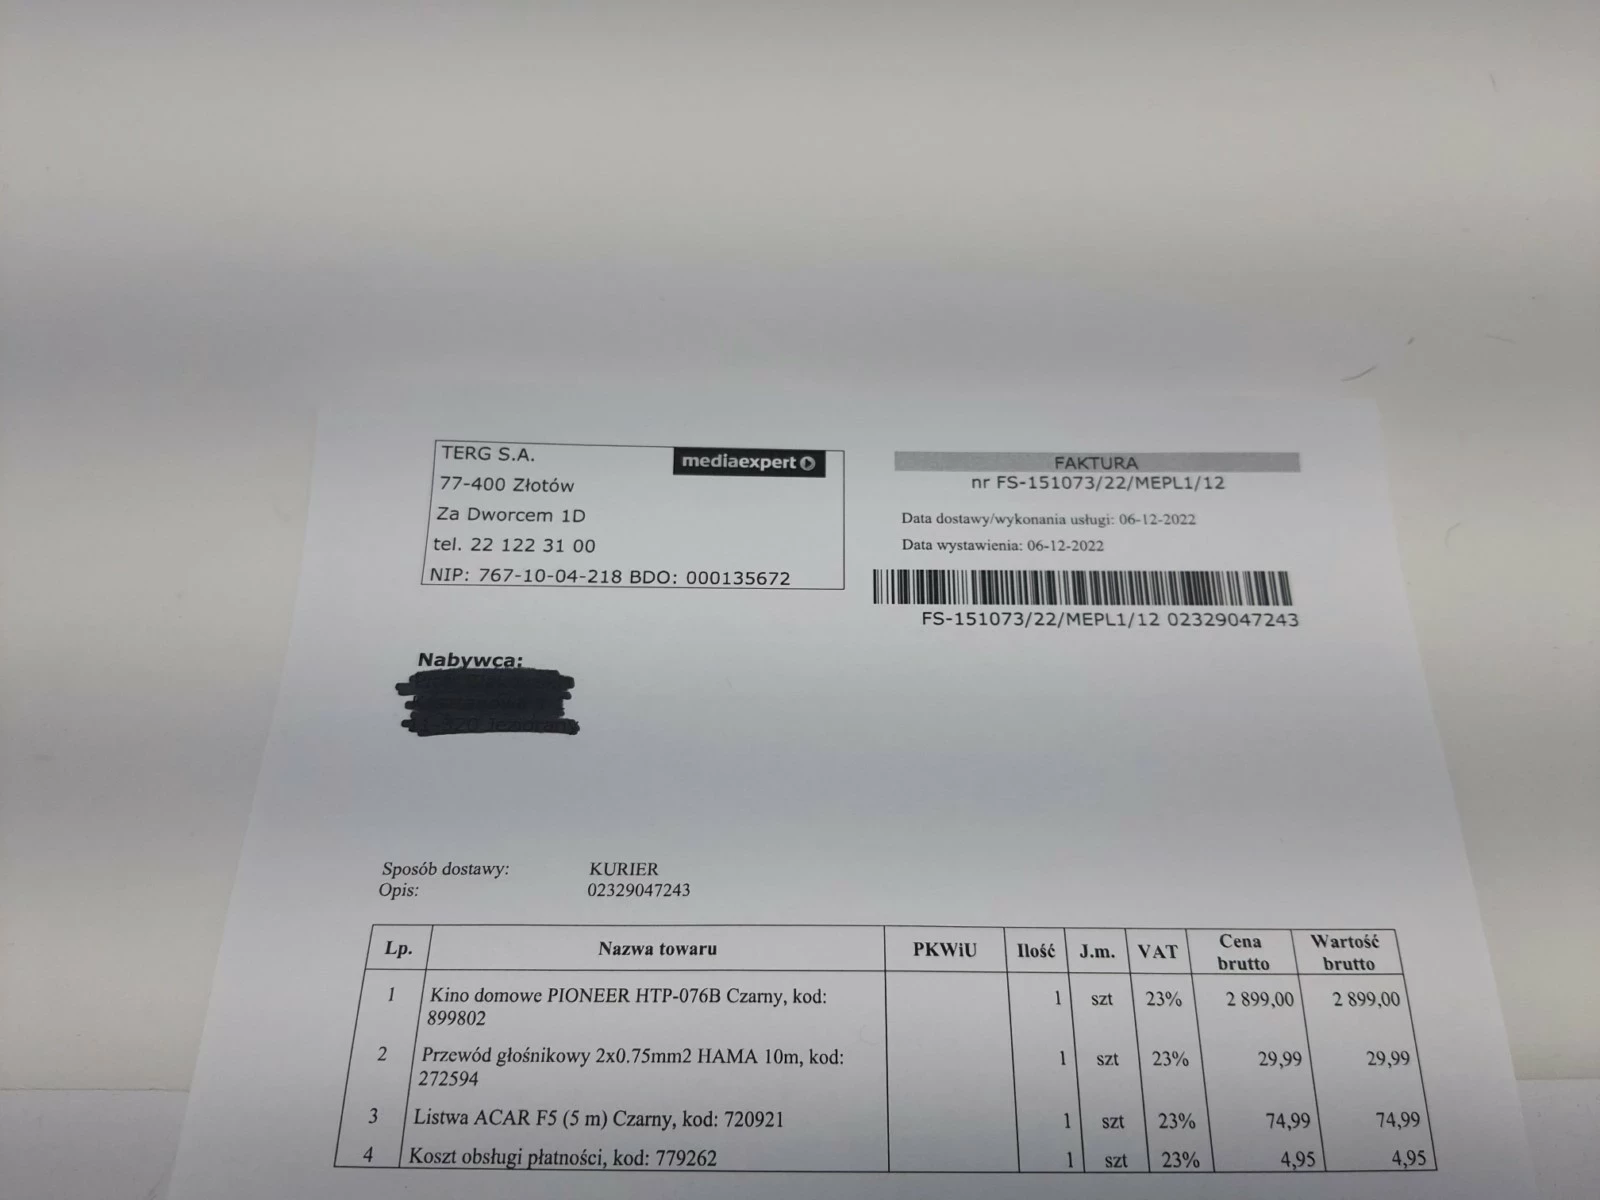 TERG S.A.
mediaexpert
77-400 Złotów
Za Dworcem 1D
tel. 22 122 31 00
NIP: 767-10-04-218 BDO: 000135672
FAKTURA
nr FS-151073/22/MEPL1/12
Data dostawy/wykonania usługi: 06-12-2022
Data wystawienia: 06-12-2022
FS-151073/22/MEPL1/12 02329047243
Nabywca:
Sposób dostawy: KURIER
Opis: 02329047243
Lp. Nazwa towaru PKWiU Ilość J.m. VAT Cena brutto Wartość brutto
1 Kino domowe PIONEER HTP-076B Czarny, kod: 1 szt 23% 2 899,00 2 899,00
899802
2 Przewód głośnikowy 2x0.75mm2 HAMA 10m, kod: 1 szt 23% 29,99 29,99
272594
3 Listwa ACAR F5 (5 m) Czarny, kod: 720921 1 szt 23% 74,99 74,99
4 Koszt obsługi płatności, kod: 779262 1 szt 23% 4,95 4,95